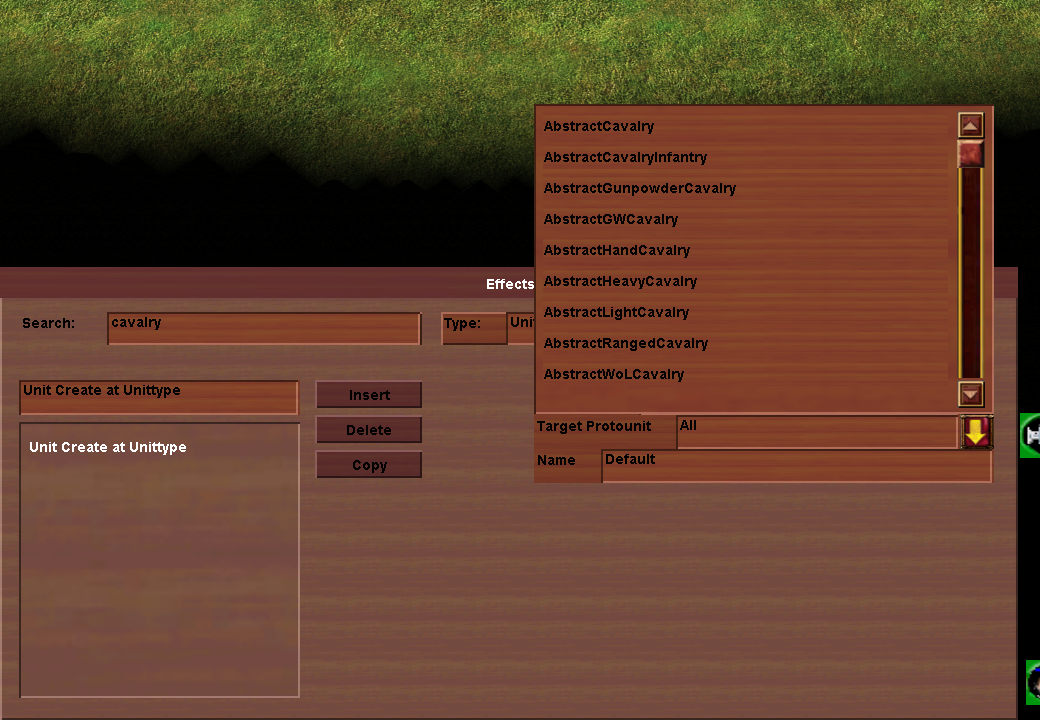 AbstractCavalry
AbstractCavalryInfantry
AbstractGunpowderCavalry
AbstractGWCavalry
AbstractHandCavalry
AbstractHeavyCavalry
AbstractLightCavalry
AbstractRangedCavalry
AbstractWoLCavalry
Effects
Search: cavalry Type: Uni
Unit Create at Unittype
Insert
Delete
Copy
Unit Create at Unittype
Target Protounit All
Name Default